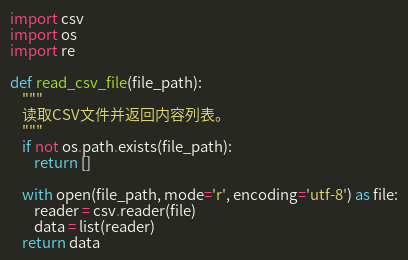 import csv
import os
import re

def read_csv_file(file_path):
    """
    读取CSV文件并返回内容列表。
    """
    if not os.path.exists(file_path):
        return []

    with open(file_path, mode='r', encoding='utf-8') as file:
        reader = csv.reader(file)
        data = list(reader)
    return data